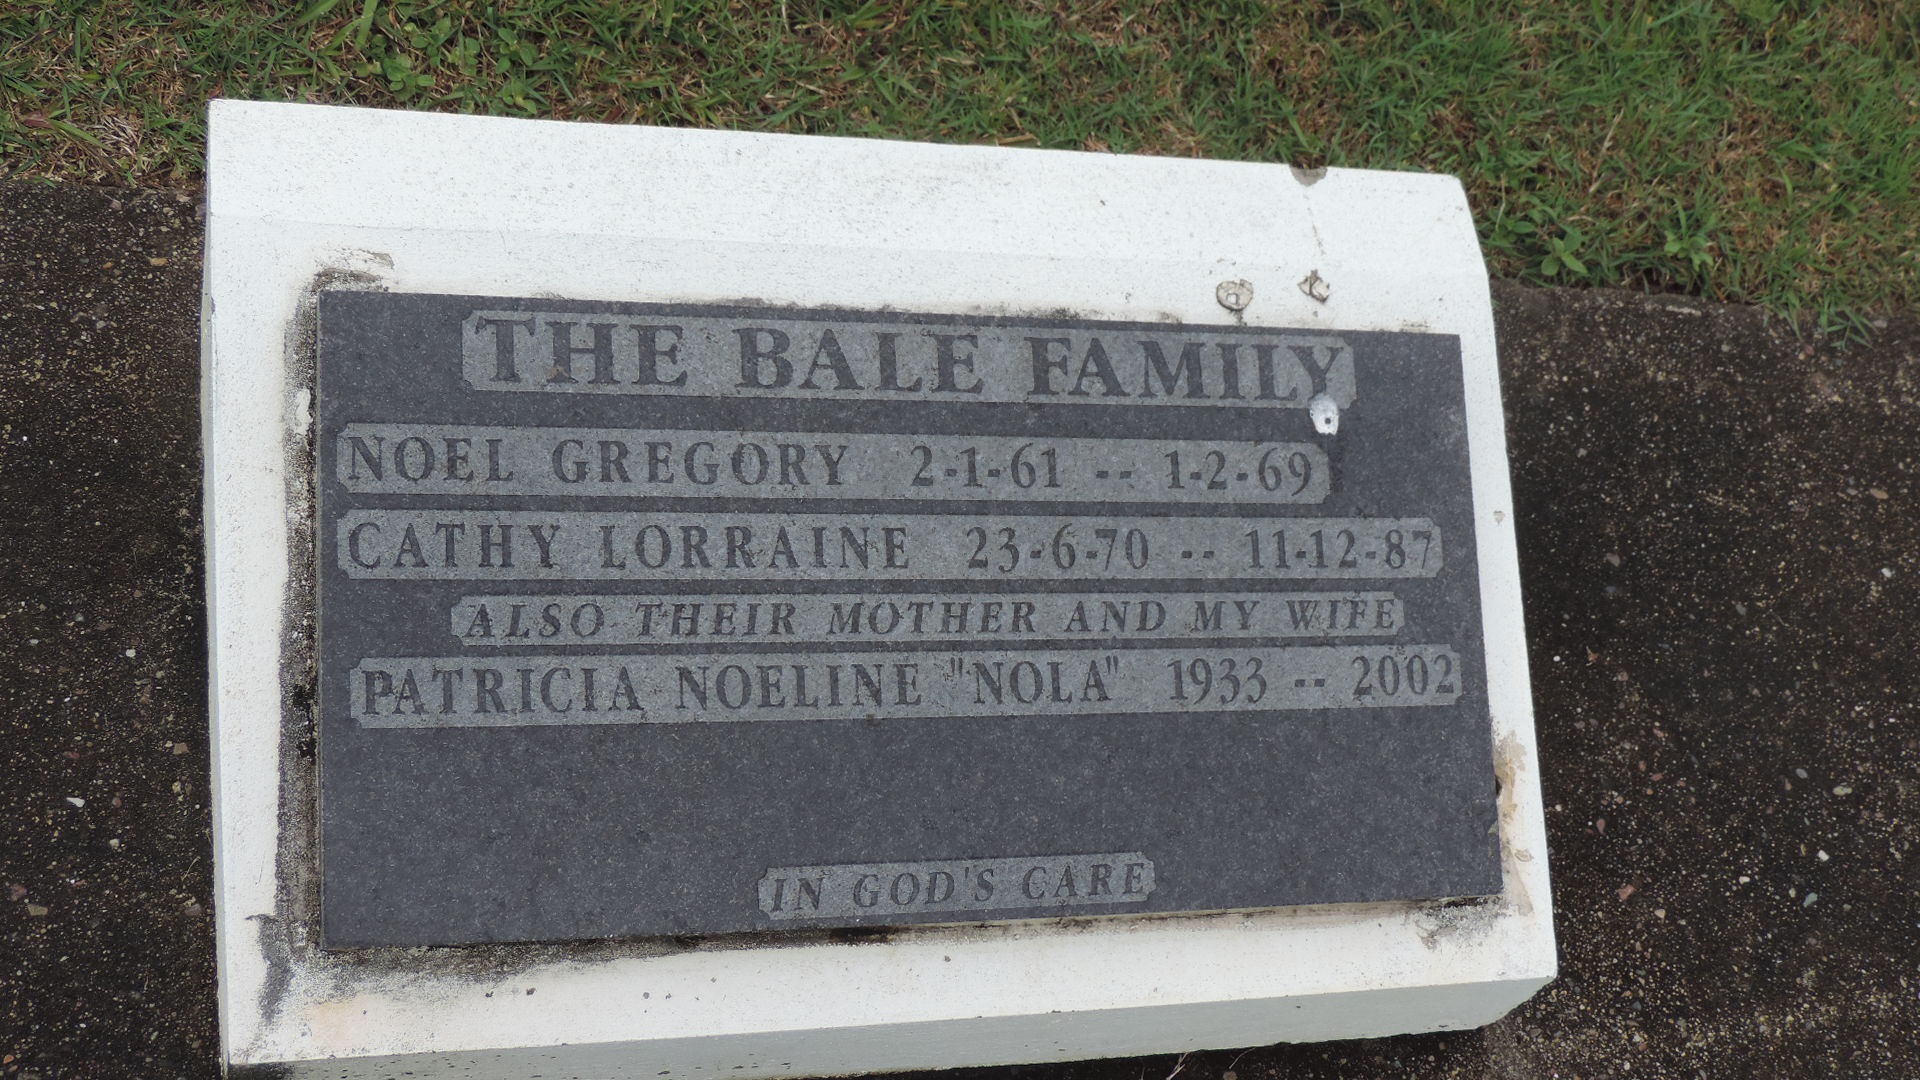 THE BALE FAMILY
NOEL GREGORY 2-1-61 -- 1-2-69
CATHY LORRAINE 23-6-70 -- 11-12-87
ALSO THEIR MOTHER AND MY WIFE
PATRICIA NOELINE "NOLA" 1933 -- 2002
IN GOD'S CARE